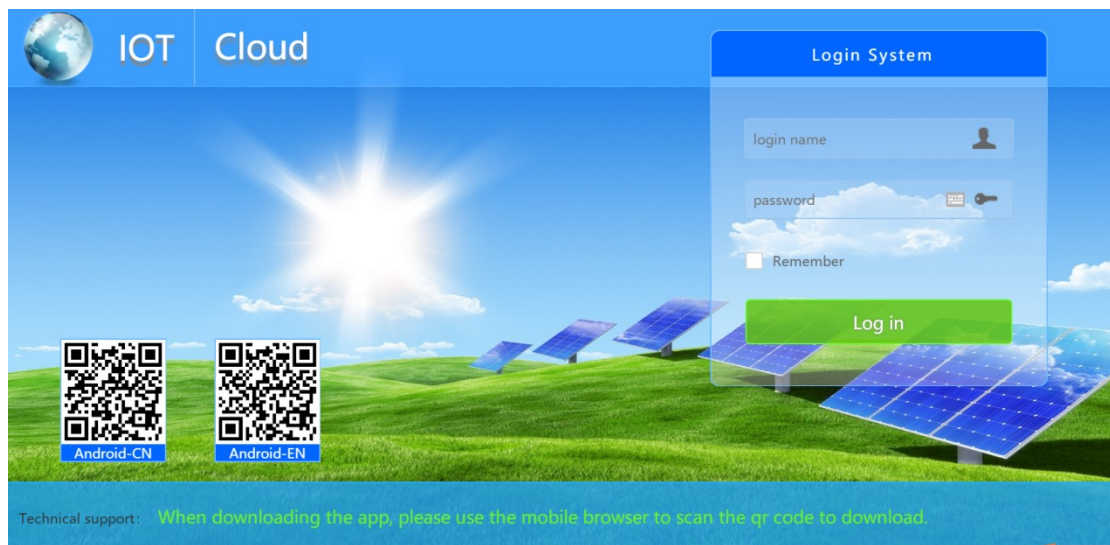 IOT Cloud
Login System
login name
password
Remember
Log in
Android-CN
Android-EN
Technical support: When downloading the app, please use the mobile browser to scan the qr code to download.